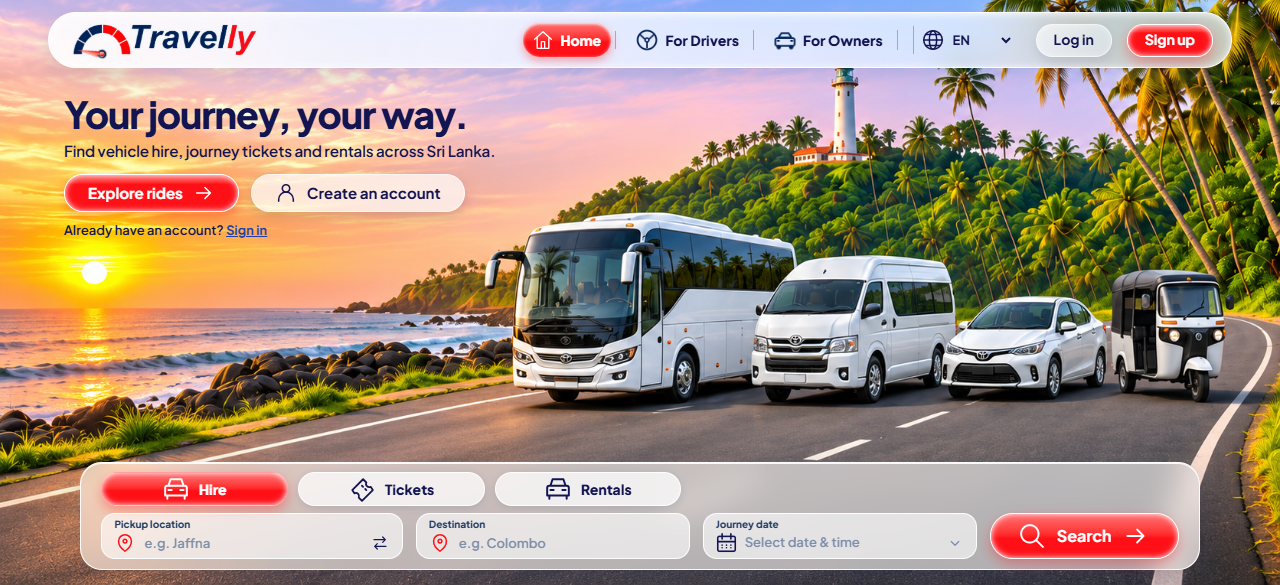 Travelly
Home
For Drivers
For Owners
EN
Log in
Sign up
Your journey, your way.
Find vehicle hire, journey tickets and rentals across Sri Lanka.
Explore rides
Create an account
Already have an account? Sign in
Hire
Tickets
Rentals
Pickup location
e.g. Jaffna
Destination
e.g. Colombo
Journey date
Select date & time
Search